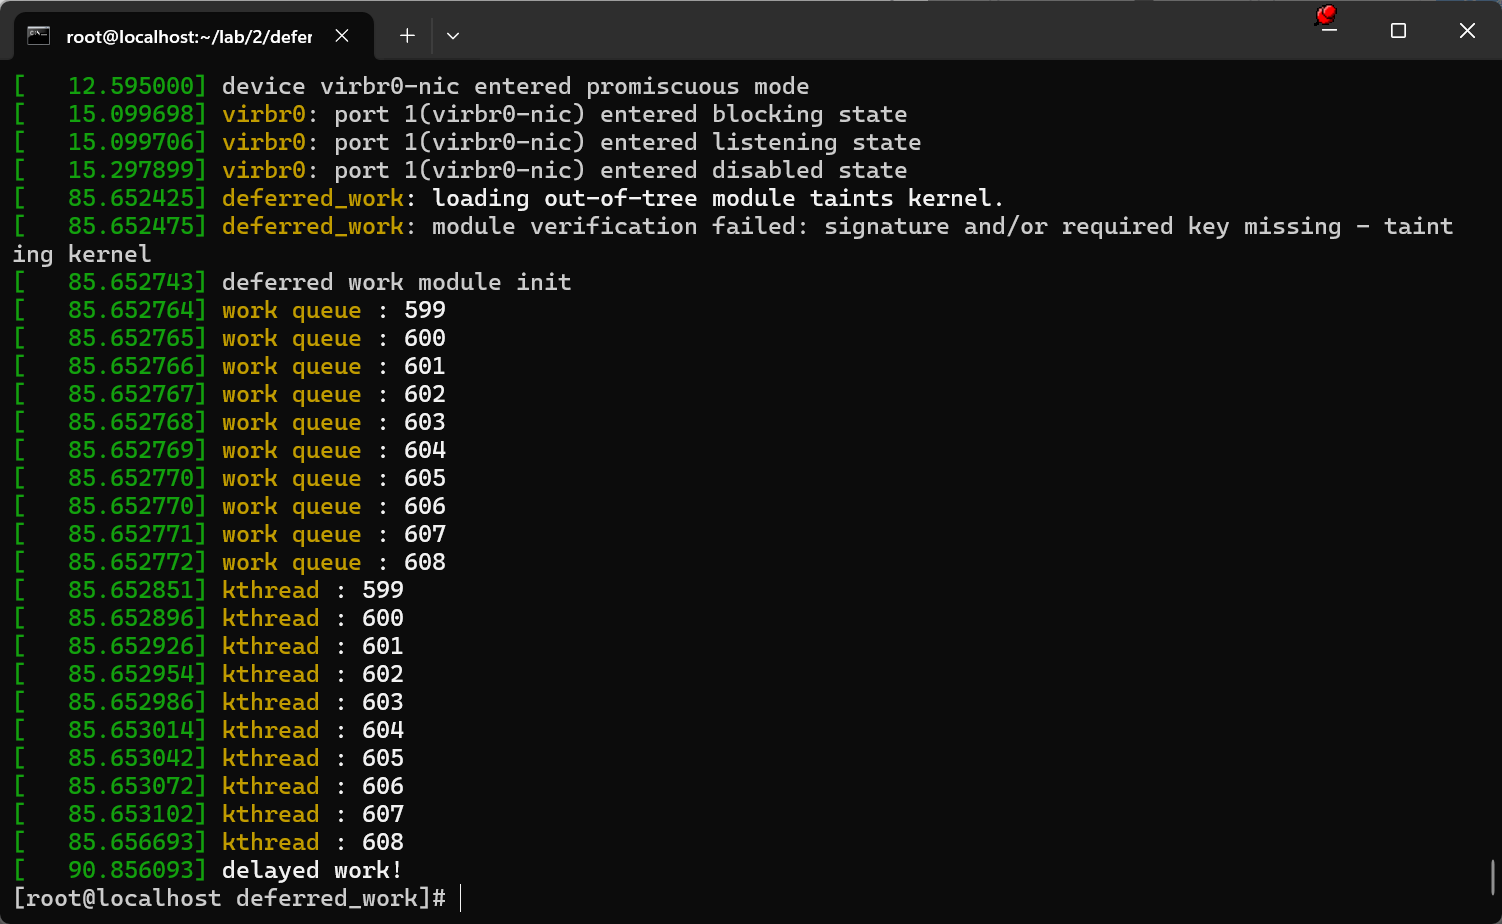 root@localhost:~/lab/2/defer
[   12.595000] device virbr0-nic entered promiscuous mode
[   15.099698] virbr0: port 1(virbr0-nic) entered blocking state
[   15.099706] virbr0: port 1(virbr0-nic) entered listening state
[   15.297899] virbr0: port 1(virbr0-nic) entered disabled state
[   85.652425] deferred_work: loading out-of-tree module taints kernel.
[   85.652475] deferred_work: module verification failed: signature and/or required key missing - taint
ing kernel
[   85.652743] deferred work module init
[   85.652764] work queue : 599
[   85.652765] work queue : 600
[   85.652766] work queue : 601
[   85.652767] work queue : 602
[   85.652768] work queue : 603
[   85.652769] work queue : 604
[   85.652770] work queue : 605
[   85.652770] work queue : 606
[   85.652771] work queue : 607
[   85.652772] work queue : 608
[   85.652851] kthread : 599
[   85.652896] kthread : 600
[   85.652926] kthread : 601
[   85.652954] kthread : 602
[   85.652986] kthread : 603
[   85.653014] kthread : 604
[   85.653042] kthread : 605
[   85.653072] kthread : 606
[   85.653102] kthread : 607
[   85.656693] kthread : 608
[   90.856093] delayed work!
[root@localhost deferred_work]#